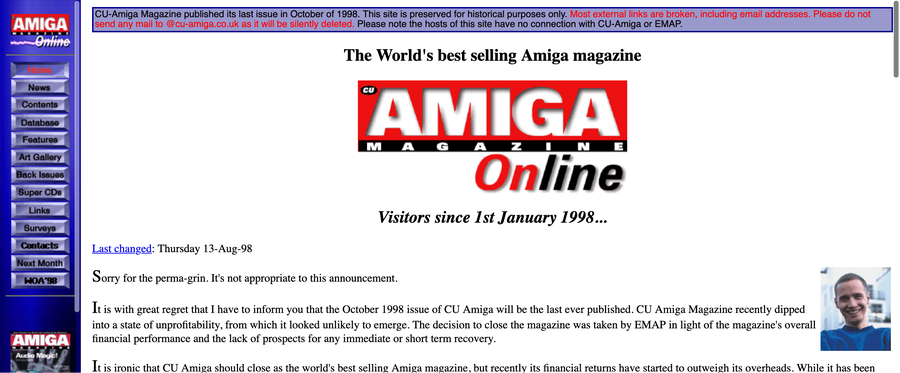 CU-Amiga Magazine published its last issue in October of 1998. This site is preserved for historical purposes only. Most external links are broken, including email addresses. Please do not
send any mail to @cu-amiga.co.uk as it will be silently deleted. Please note the hosts of this site have no connection with CU-Amiga or EMAP.
AMIGA
Online
Home
News
Contents
Database
Features
Art Gallery
Back Issues
Super CDs
Links
Surveys
Contacts
Next Month
WOA'98
AMIGA
Audio Magic!
The World's best selling Amiga magazine
CU
AMIGA
MAGAZINE
Online
Visitors since 1st January 1998...
Last changed: Thursday 13-Aug-98
Sorry for the perma-grin. It's not appropriate to this announcement.
It is with great regret that I have to inform you that the October 1998 issue of CU Amiga will be the last ever published. CU Amiga Magazine recently dipped
into a state of unprofitability, from which it looked unlikely to emerge. The decision to close the magazine was taken by EMAP in light of the magazine's overall
financial performance and the lack of prospects for any immediate or short term recovery.
It is ironic that CU Amiga should close as the world's best selling Amiga magazine, but recently its financial returns have started to outweigh its overheads. While it has been